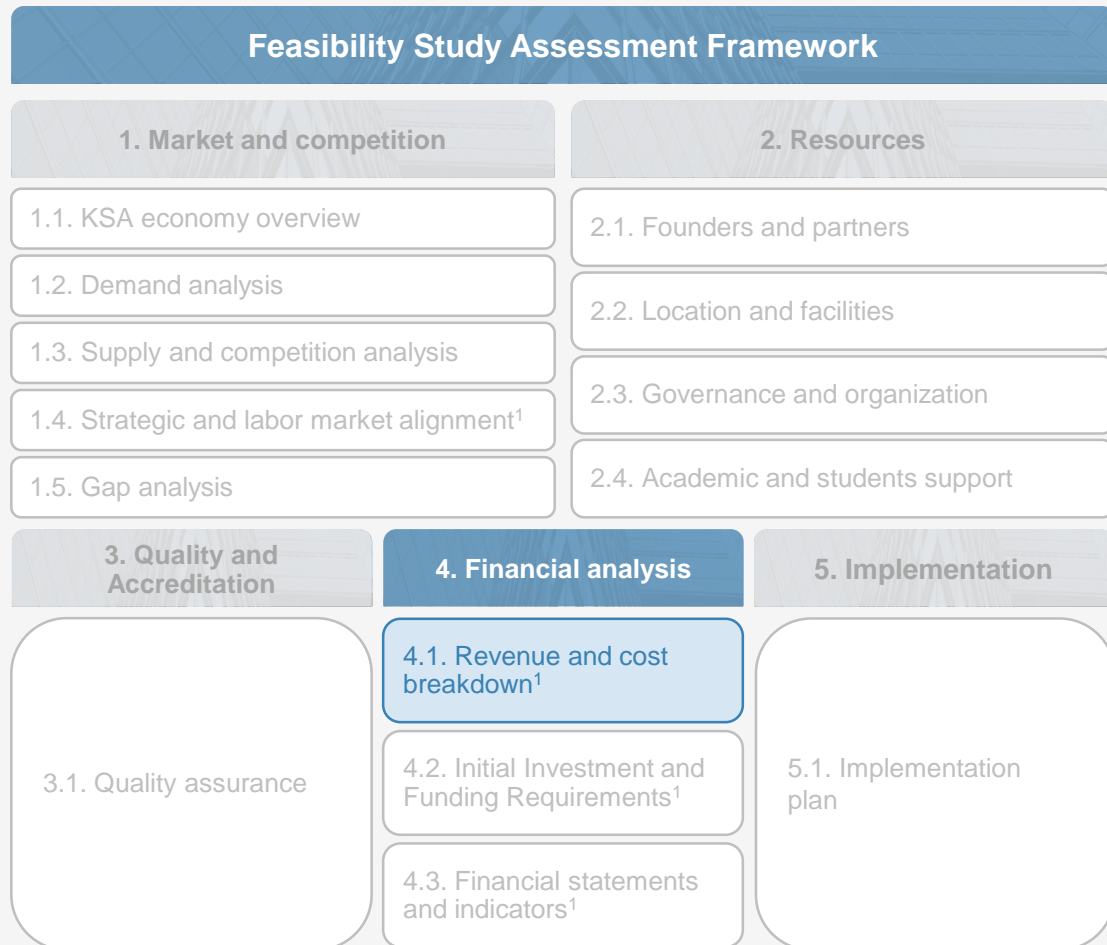 Feasibility Study Assessment Framework
1. Market and competition
1.1. KSA economy overview
1.2. Demand analysis
1.3. Supply and competition analysis
1.4. Strategic and labor market alignment¹
1.5. Gap analysis
2. Resources
2.1. Founders and partners
2.2. Location and facilities
2.3. Governance and organization
2.4. Academic and students support
3. Quality and
Accreditation
3.1. Quality assurance
4. Financial analysis
4.1. Revenue and cost
breakdown¹
4.2. Initial Investment and
Funding Requirements¹
4.3. Financial statements
and indicators¹
5. Implementation
5.1. Implementation
plan